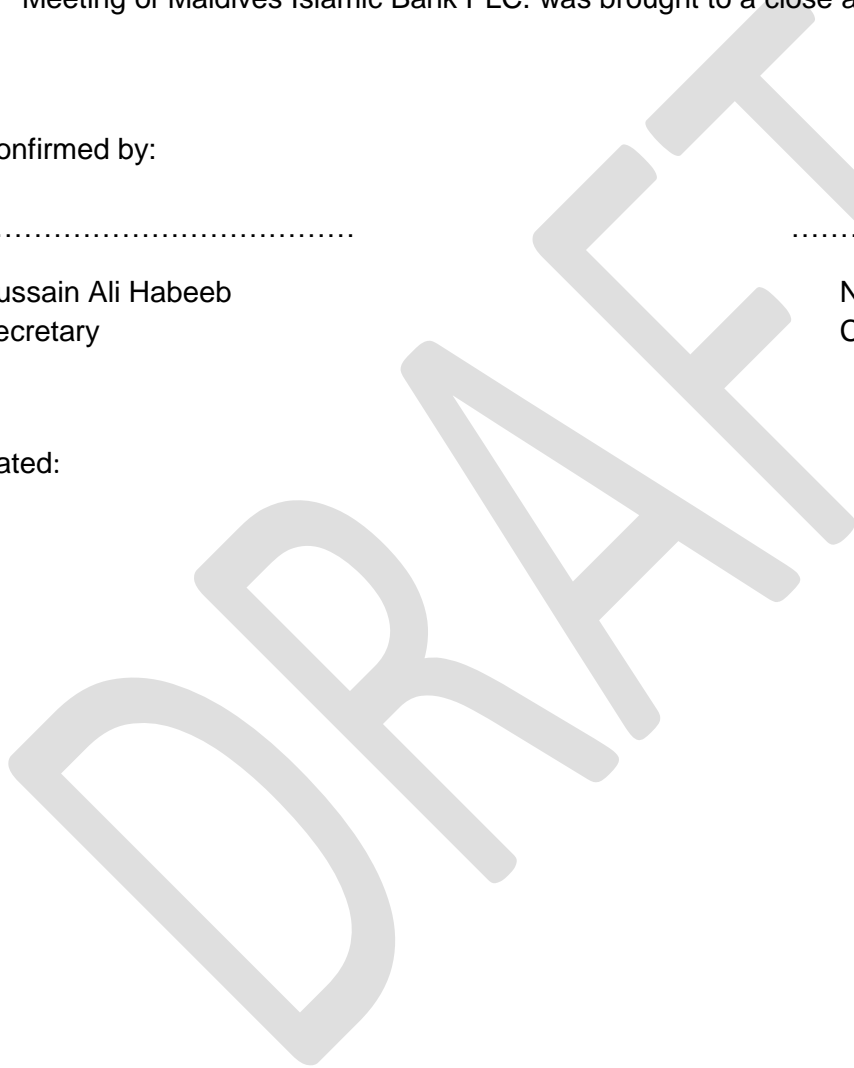 Meeting of Maldives Islamic Bank PLC. was brought to a close a
onfirmed by:
………………………………… ……
ussain Ali Habeeb N
ecretary C
ated:
DRAFT